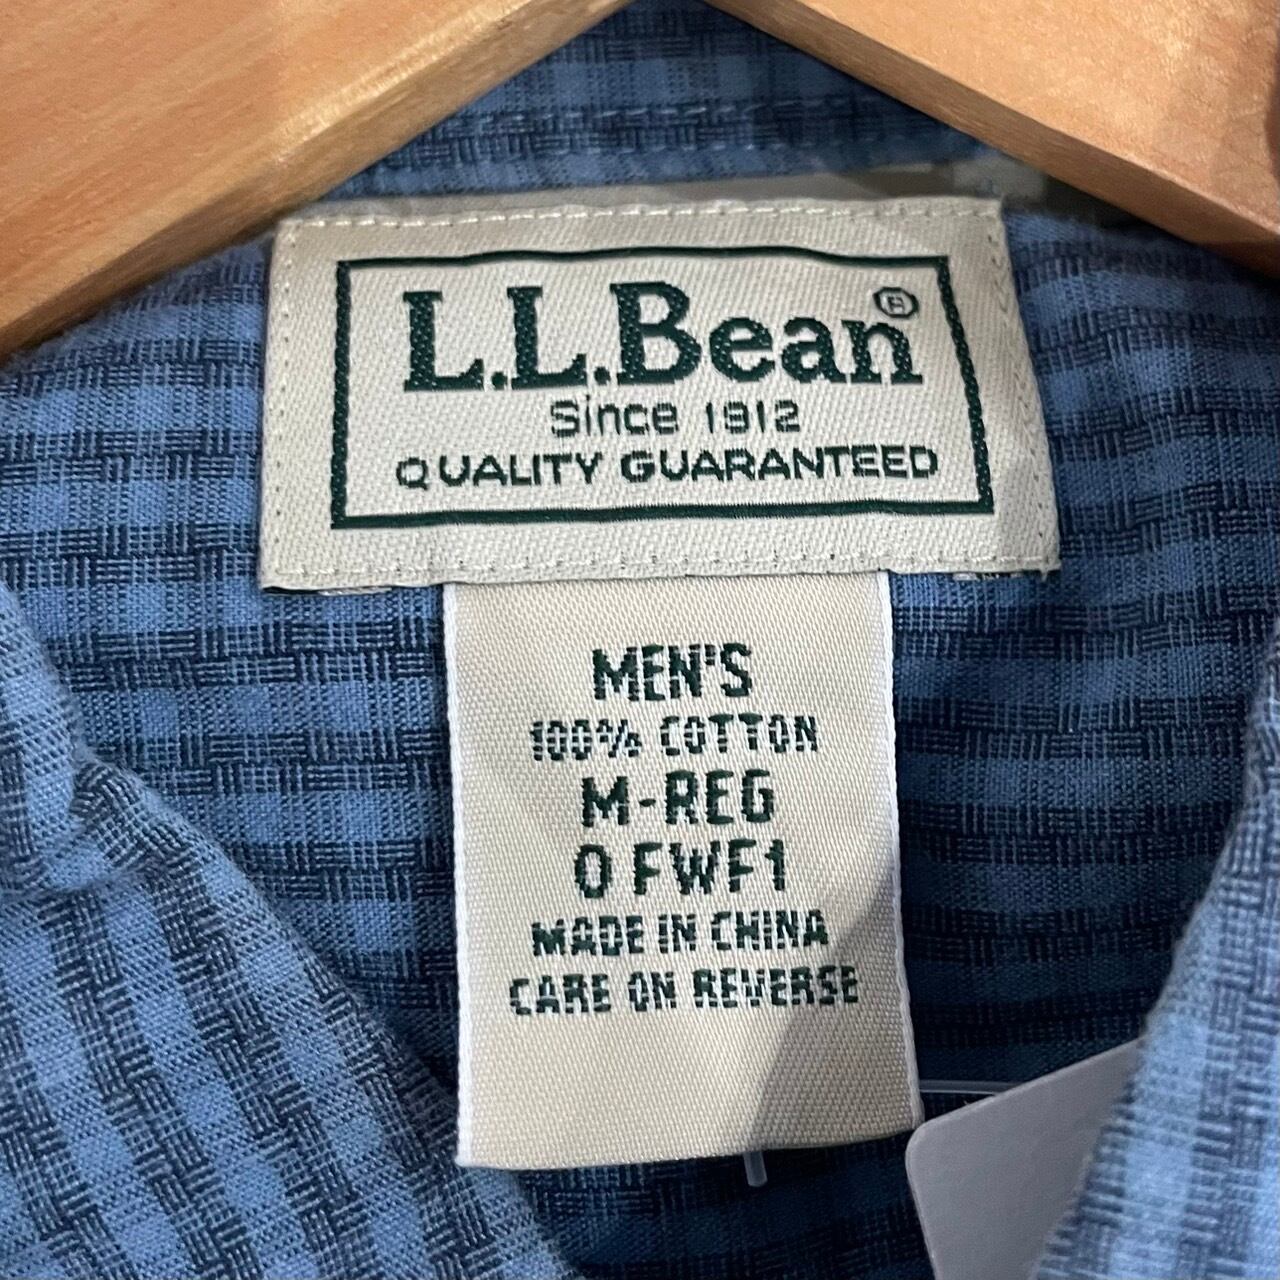 L.L.Bean®
Since 1912
QUALITY GUARANTEED
MEN'S
100% COTTON
M-REG
0 FWF1
MADE IN CHINA
CARE ON REVERSE